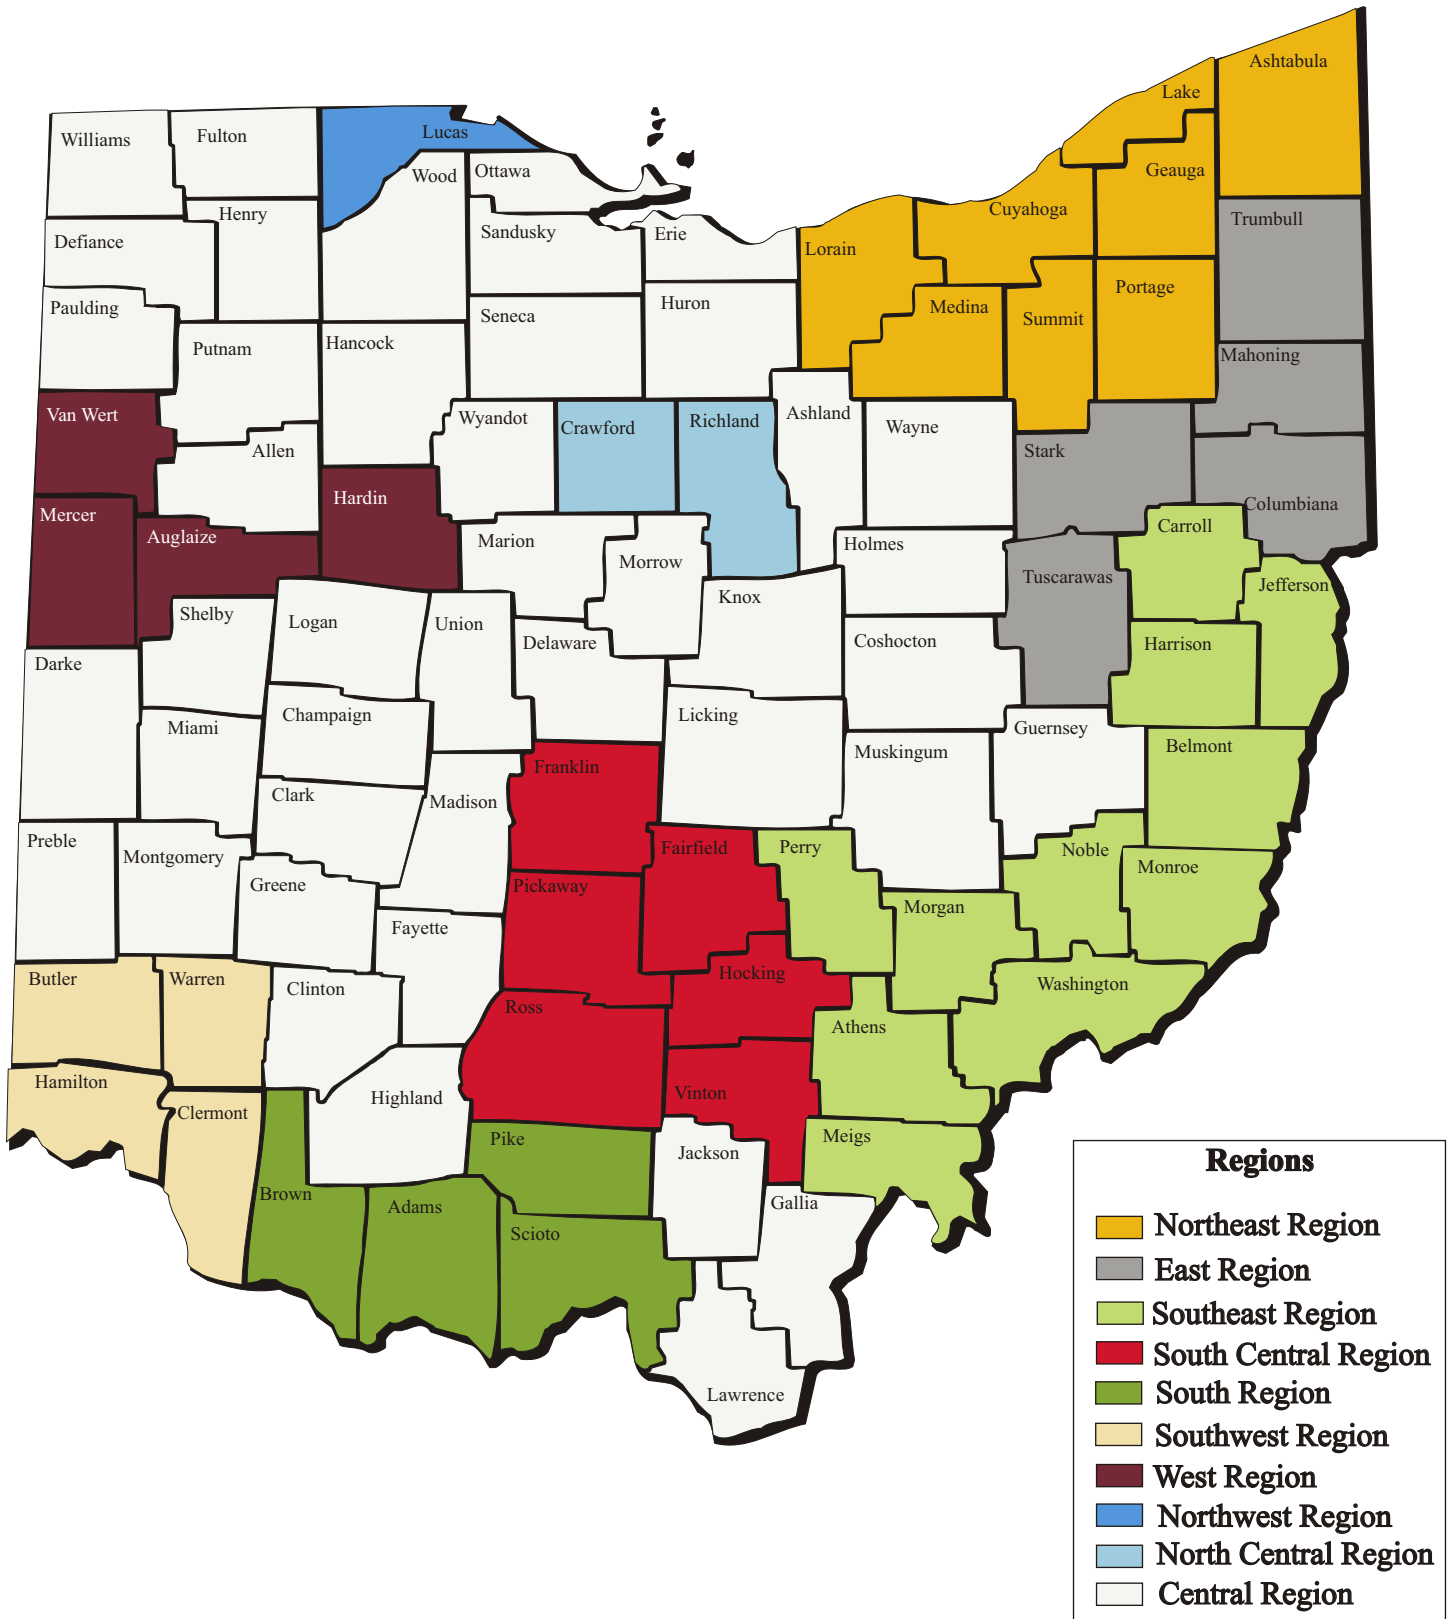 Ashtabula
Lake
Williams
Fulton
Lucas
Wood
Ottawa
Geauga
Henry
Cuyahoga
Trumbull
Defiance
Sandusky
Erie
Lorain
Paulding
Seneca
Huron
Medina
Summit
Portage
Putnam
Hancock
Mahoning
Van Wert
Wyandot
Crawford
Richland
Ashland
Wayne
Allen
Stark
Hardin
Mercer
Auglaize
Marion
Morrow
Holmes
Carroll
Columbiana
Tuscarawas
Jefferson
Shelby
Logan
Union
Knox
Delaware
Coshocton
Harrison
Darke
Miami
Champaign
Licking
Guernsey
Belmont
Muskingum
Franklin
Clark
Madison
Preble
Montgomery
Fairfield
Perry
Noble
Monroe
Greene
Pickaway
Morgan
Fayette
Butler
Warren
Clinton
Hocking
Washington
Ross
Athens
Hamilton
Clermont
Highland
Vinton
Pike
Jackson
Meigs
Brown
Adams
Gallia
Scioto
Lawrence
Regions
Northeast Region
East Region
Southeast Region
South Central Region
South Region
Southwest Region
West Region
Northwest Region
North Central Region
Central Region